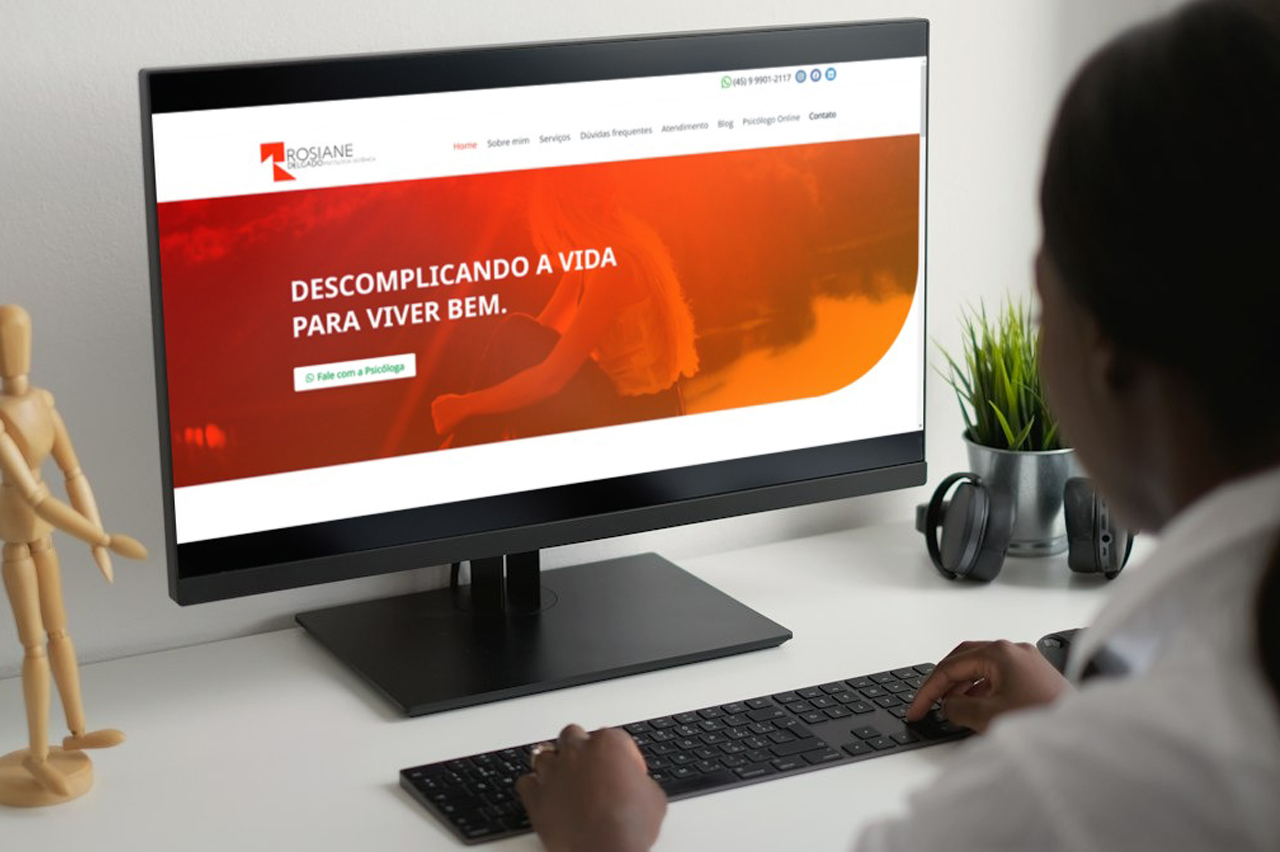 (45) 9 9901-2117
ROSIANE
DELGADO
Home Sobre mim Serviços Dúvidas frequentes Atendimento Blog Psicólogo Online Contato
DESCOMPLICANDO A VIDA
PARA VIVER BEM.
Fale com a Psicóloga